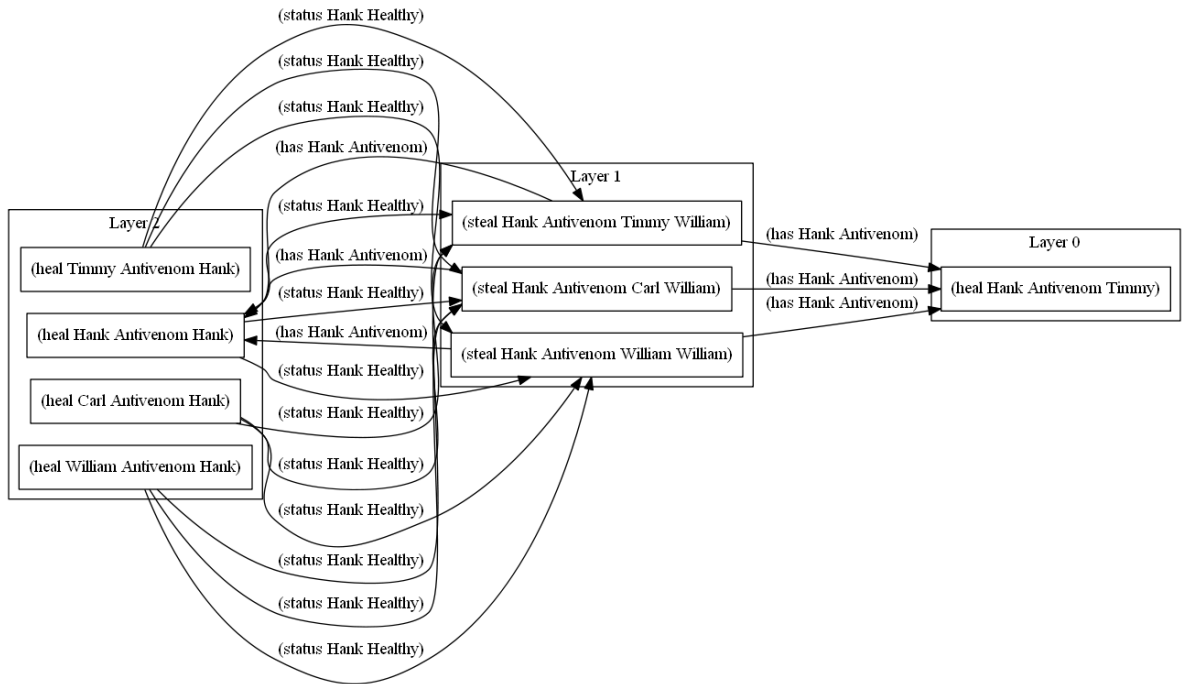 (status Hank Healthy)
(status Hank Healthy)
(status Hank Healthy)
(has Hank Antivenom)
Layer 1
(status Hank Healthy)
Layer 2
(steal Hank Antivenom Timmy William)
(has Hank Antivenom)
Layer 0
(has Hank Antivenom)
(heal Timmy Antivenom Hank)
(has Hank Antivenom)
(steal Hank Antivenom Carl William)
(heal Hank Antivenom Timmy)
(status Hank Healthy)
(has Hank Antivenom)
(heal Hank Antivenom Hank)
(has Hank Antivenom)
(steal Hank Antivenom William William)
(status Hank Healthy)
(heal Carl Antivenom Hank)
(status Hank Healthy)
(heal William Antivenom Hank)
(status Hank Healthy)
(status Hank Healthy)
(status Hank Healthy)
(status Hank Healthy)
(status Hank Healthy)